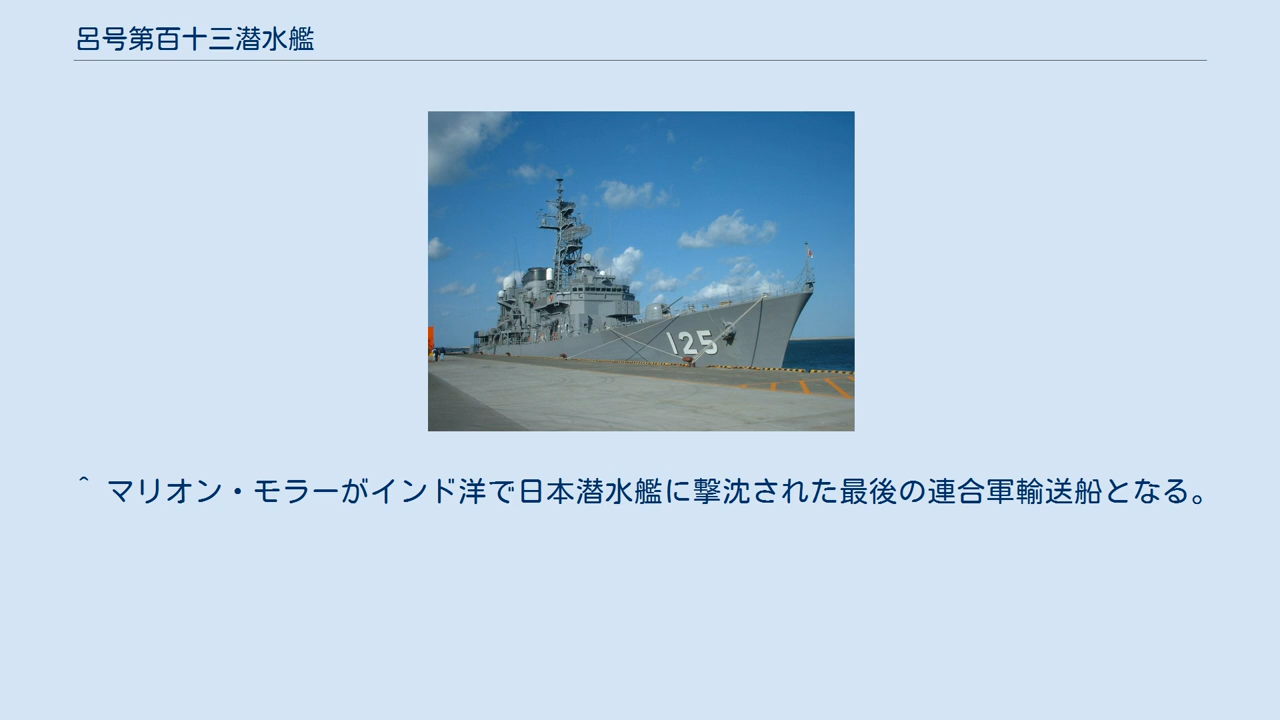 呂号第百十三潜水艦
125
^ マリオン・モラーがインド洋で日本潜水艦に撃沈された最後の連合軍輸送船となる。